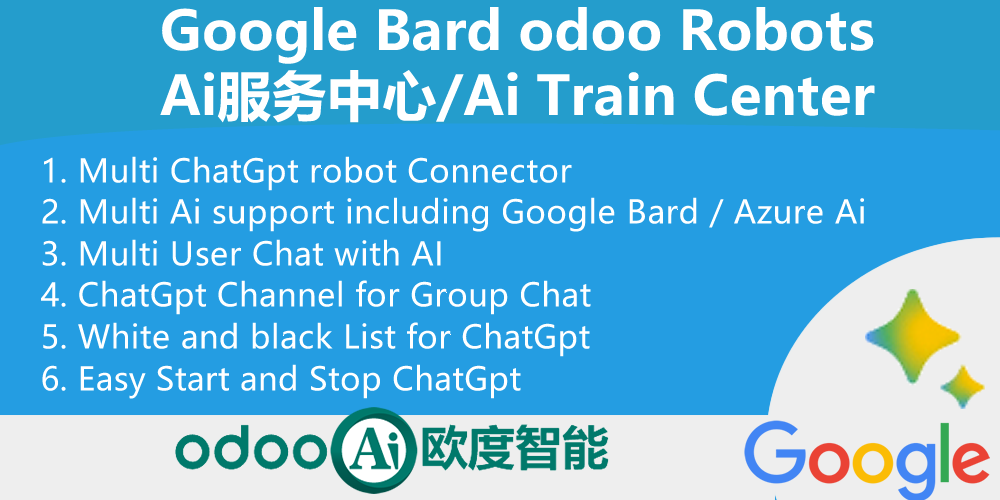 Google Bard odoo Robots
Ai服务中心/Ai Train Center
1. Multi ChatGpt robot Connector
2. Multi Ai support including Google Bard / Azure Ai
3. Multi User Chat with AI
4. ChatGpt Channel for Group Chat
5. White and black List for ChatGpt
6. Easy Start and Stop ChatGpt
odoo Ai 欧度智能
Google